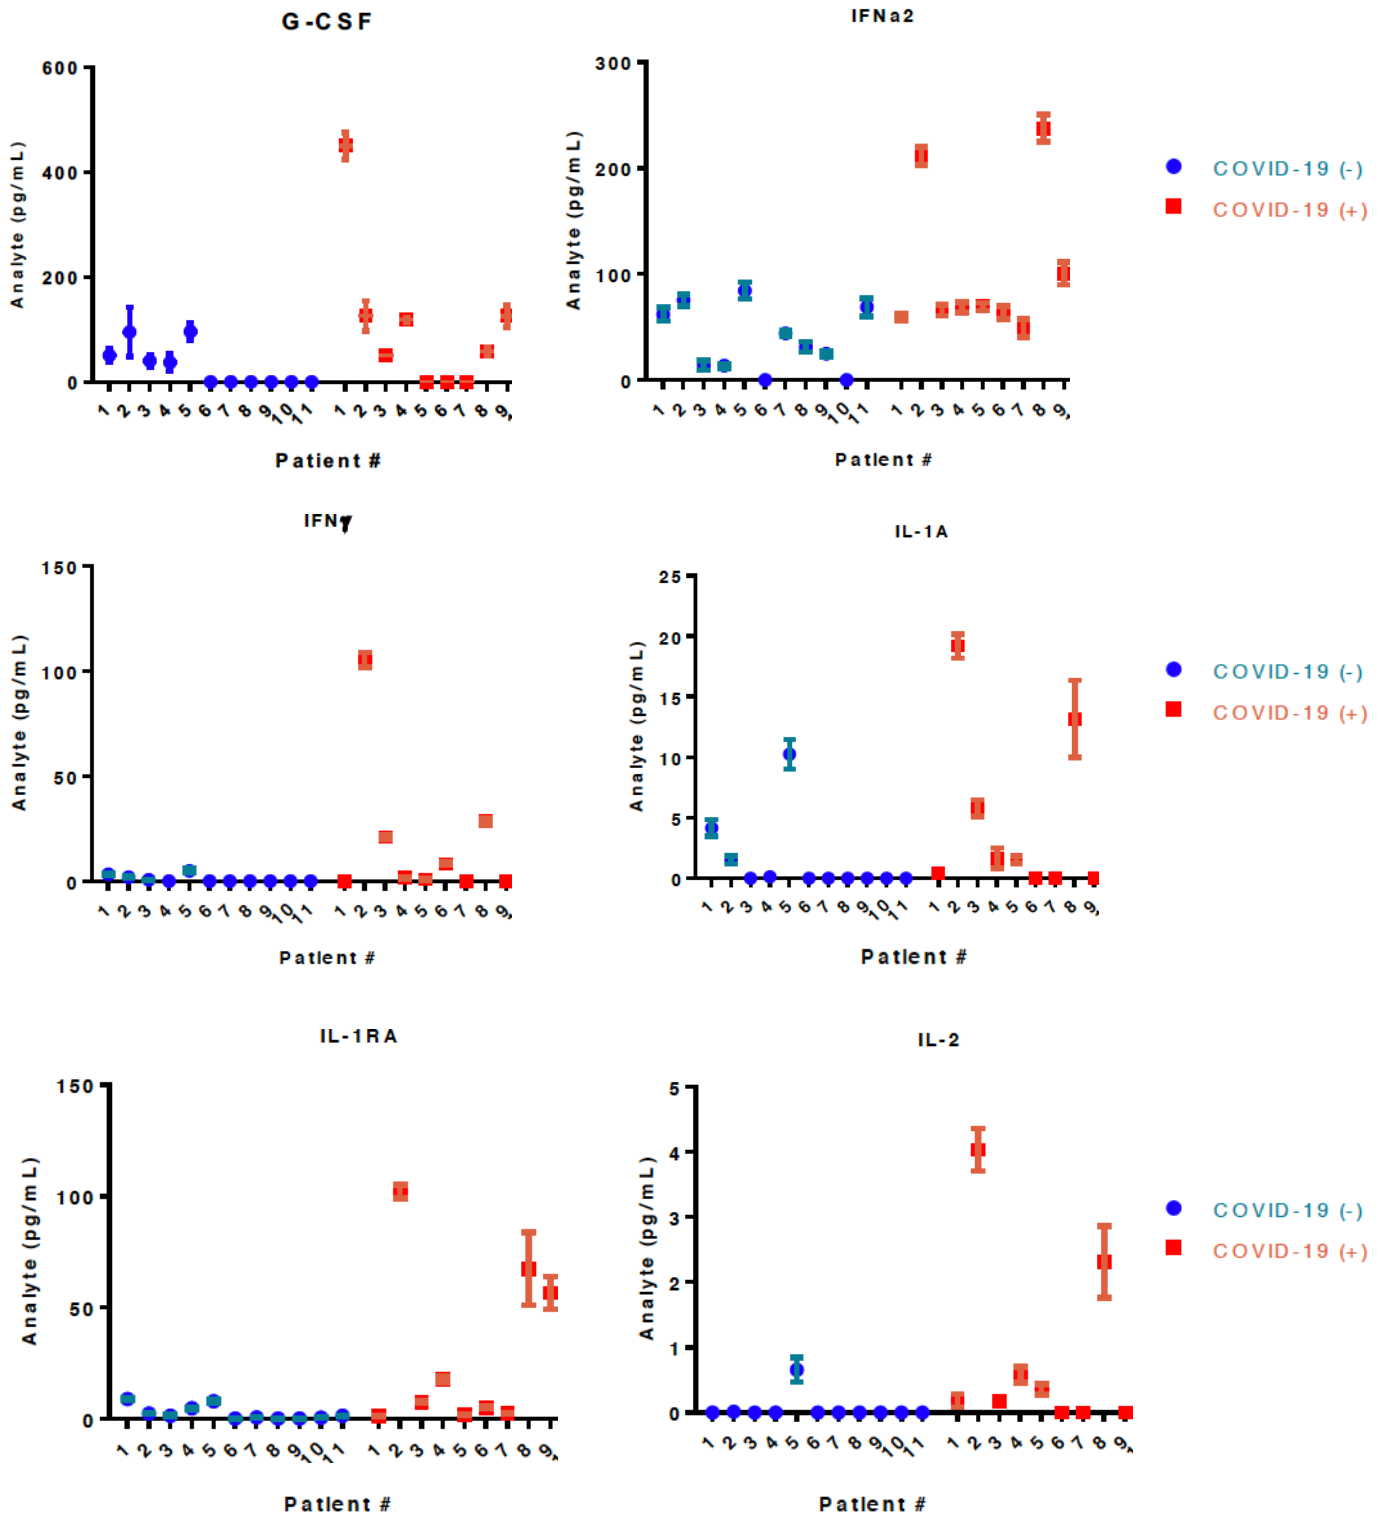 G-CSF
600
400
200
0
Analyte (pg/mL)
1 2 3 4 5 6 7 8 9 10 11 1 2 3 4 5 6 7 8 9
Patient #
IFNa2
300
200
100
0
Analyte (pg/mL)
1 2 3 4 5 6 7 8 9 10 11 1 2 3 4 5 6 7 8 9
Patient #
COVID-19 (-)
COVID-19 (+)
IFNγ
150
100
50
0
Analyte (pg/mL)
1 2 3 4 5 6 7 8 9 10 11 1 2 3 4 5 6 7 8 9
Patient #
IL-1A
25
20
15
10
5
0
Analyte (pg/mL)
1 2 3 4 5 6 7 8 9 10 11 1 2 3 4 5 6 7 8 9
Patient #
COVID-19 (-)
COVID-19 (+)
IL-1RA
150
100
50
0
Analyte (pg/mL)
1 2 3 4 5 6 7 8 9 10 11 1 2 3 4 5 6 7 8 9
Patient #
IL-2
5
4
3
2
1
0
Analyte (pg/mL)
1 2 3 4 5 6 7 8 9 10 11 1 2 3 4 5 6 7 8 9
Patient #
COVID-19 (-)
COVID-19 (+)